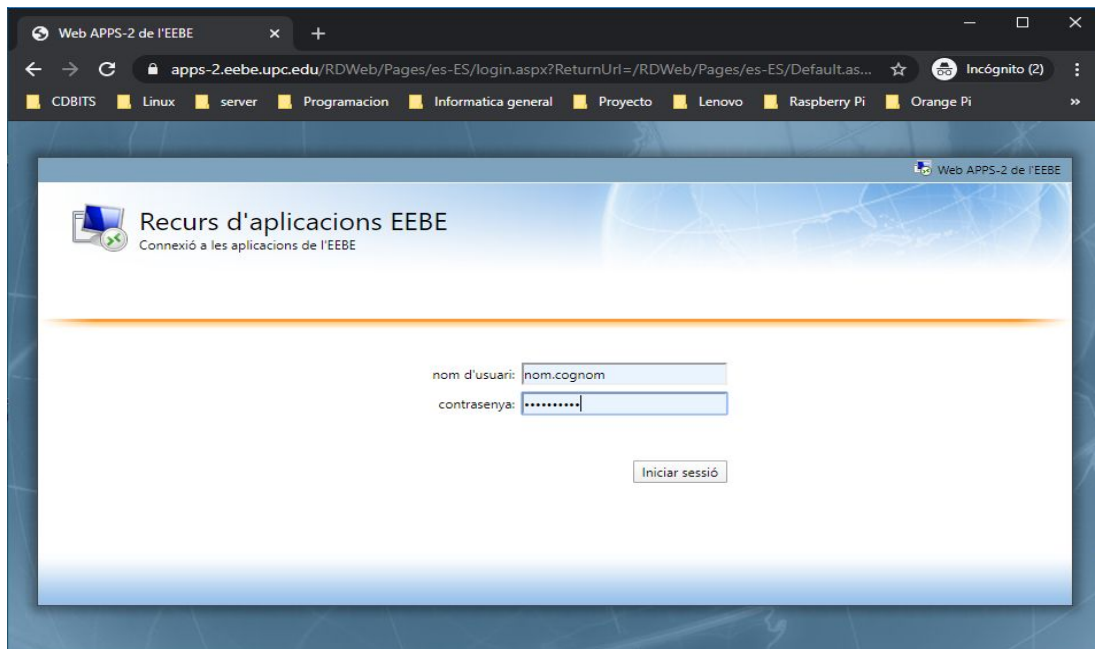 Web APPS-2 de l'EEBE
apps-2.eebe.upc.edu/RDWeb/Pages/es-ES/login.aspx?ReturnUrl=/RDWeb/Pages/es-ES/Default.as... Incógnito (2)
CDBITS Linux server Programacion Informatica general Proyecto Lenovo Raspberry Pi Orange Pi »
Web APPS-2 de l'EEBE
Recurs d'aplicacions EEBE
Connexió a les aplicacions de l'EEBE
nom d'usuari: nom.cognom
contrasenya: ••••••••••
Iniciar sessió